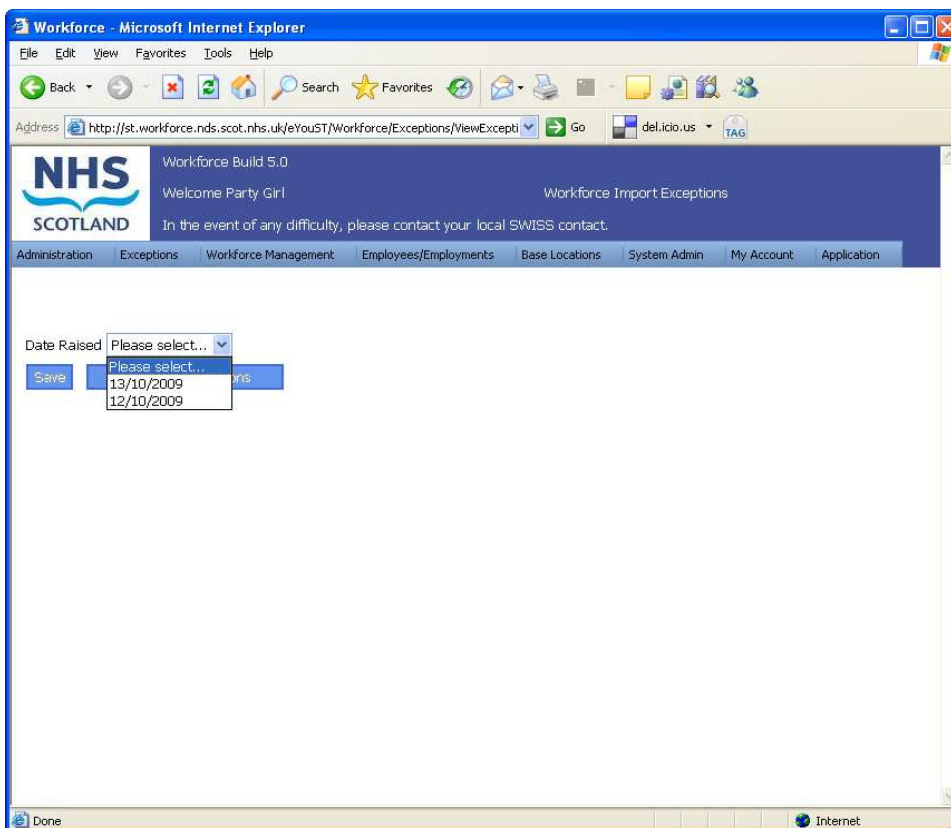 Workforce - Microsoft Internet Explorer
File Edit View Favorites Tools Help
Back Search Favorites
Address http://st.workforce.nds.scot.nhs.uk/eYouST/Workforce/Exceptions/ViewExcepti Go del.icio.us TAG
NHS
SCOTLAND
Workforce Build 5.0
Welcome Party Girl Workforce Import Exceptions
In the event of any difficulty, please contact your local SWISS contact.
Administration Exceptions Workforce Management Employees/Employments Base Locations System Admin My Account Application
Date Raised Please select...
Please select...
Save ons
13/10/2009
12/10/2009
Done Internet